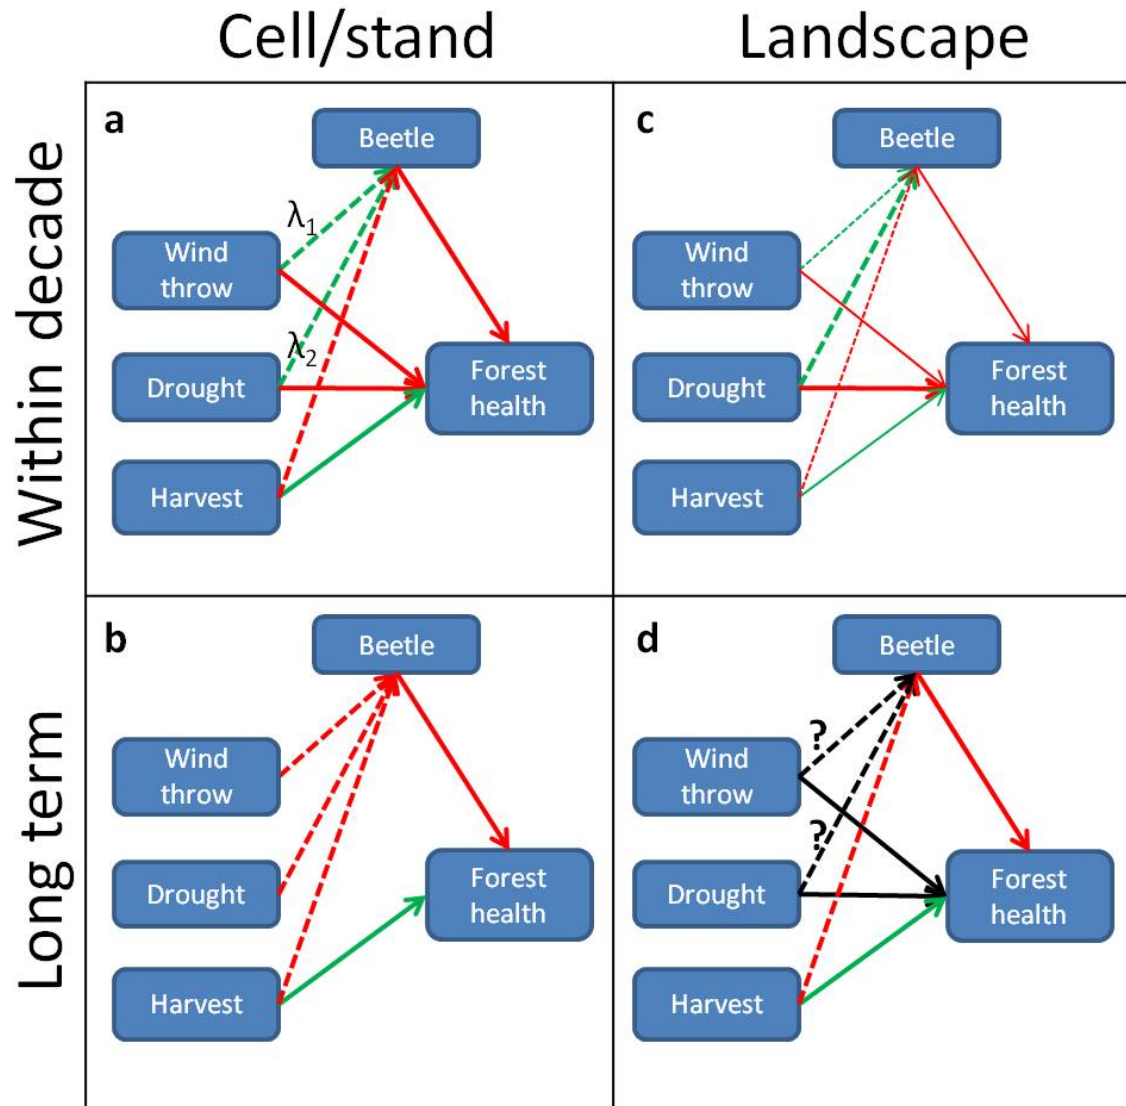 Cell/stand
Landscape
Within decade
a
Beetle
λ1
Wind
throw
λ2
Drought
Forest
health
Harvest
c
Beetle
Wind
throw
Drought
Forest
health
Harvest
Long term
b
Beetle
Wind
throw
Drought
Forest
health
Harvest
d
Beetle
?
Wind
throw
?
Drought
Forest
health
Harvest